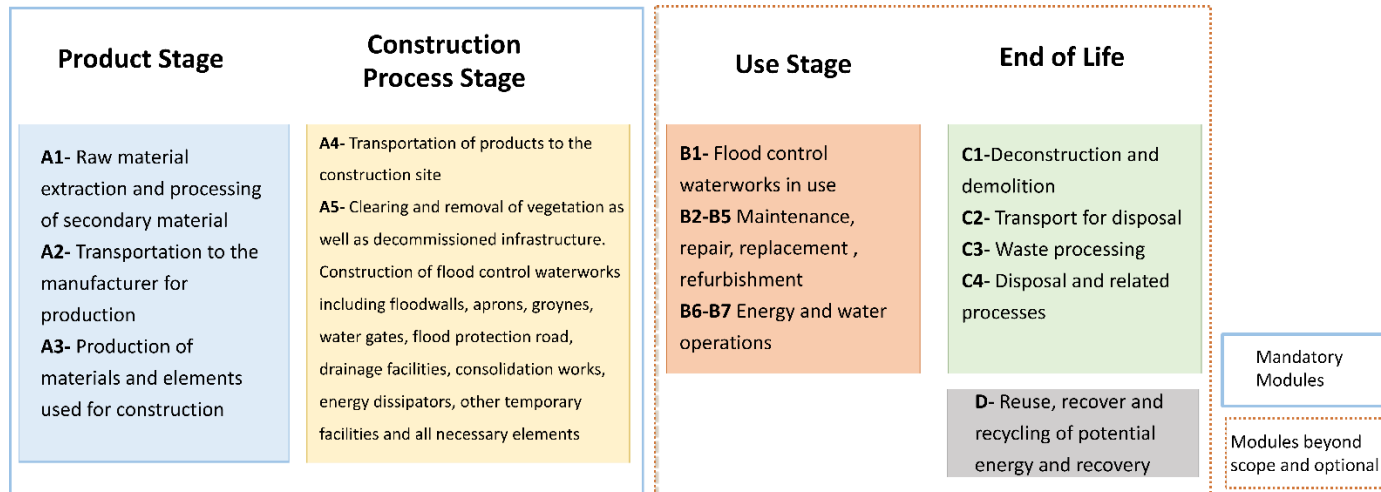 Product Stage
A1- Raw material
extraction and processing
of secondary material
A2- Transportation to the
manufacturer for
production
A3- Production of
materials and elements
used for construction
Construction
Process Stage
A4- Transportation of products to the
construction site
A5- Clearing and removal of vegetation as
well as decommissioned infrastructure.
Construction of flood control waterworks
including floodwalls, aprons, groynes,
water gates, flood protection road,
drainage facilities, consolidation works,
energy dissipators, other temporary
facilities and all necessary elements
Use Stage
B1- Flood control
waterworks in use
B2-B5 Maintenance,
repair, replacement ,
refurbishment
B6-B7 Energy and water
operations
End of Life
C1-Deconstruction and
demolition
C2- Transport for disposal
C3- Waste processing
C4- Disposal and related
processes
D- Reuse, recover and
recycling of potential
energy and recovery
Mandatory
Modules
Modules beyond
scope and optional